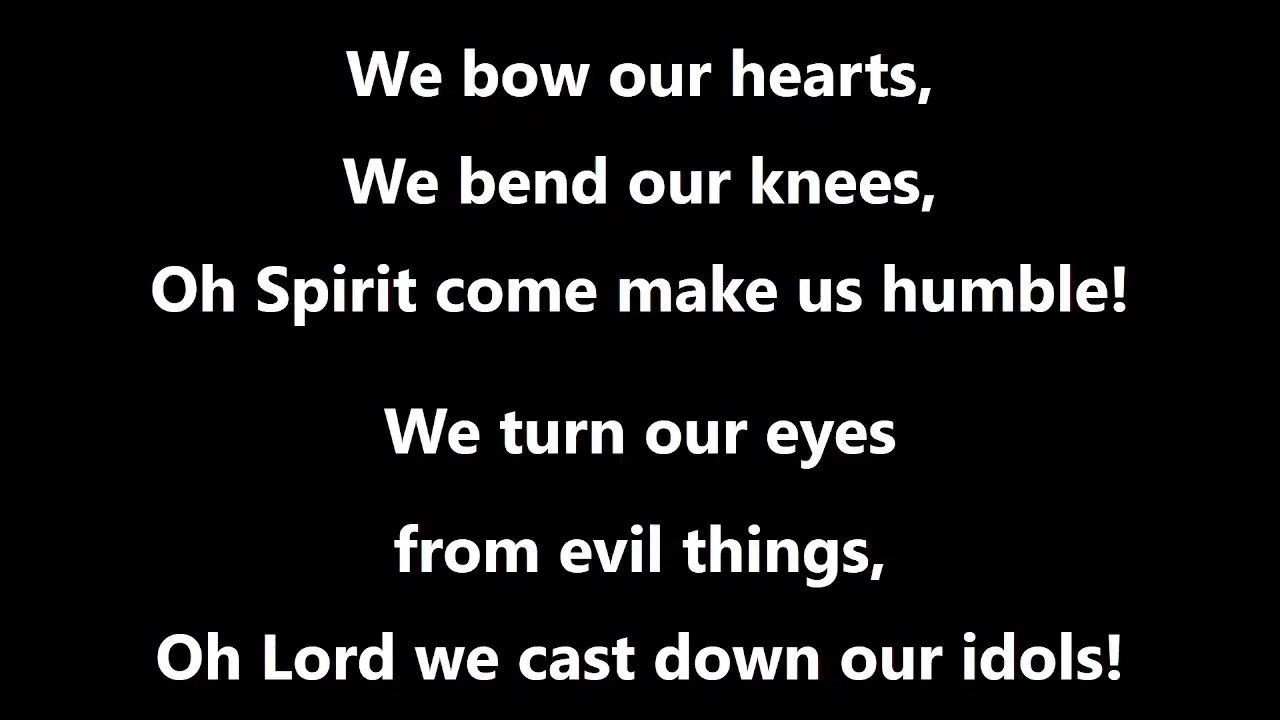 We bow our hearts,
We bend our knees,
Oh Spirit come make us humble!
We turn our eyes
from evil things,
Oh Lord we cast down our idols!